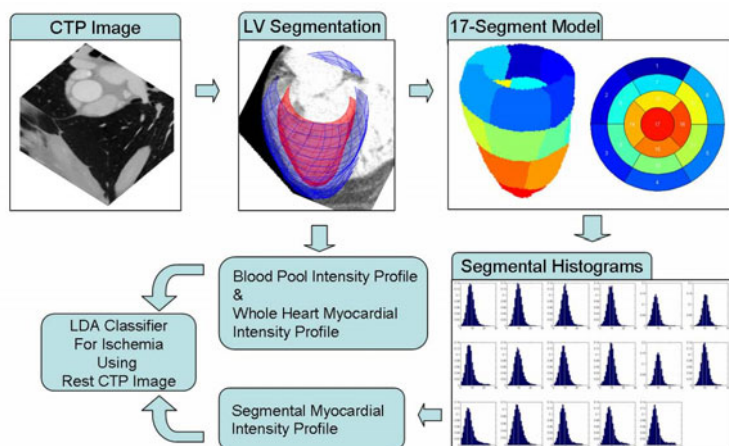 CTP Image
LV Segmentation
17-Segment Model
Segmental Histograms
Blood Pool Intensity Profile
&
Whole Heart Myocardial
Intensity Profile
LDA Classifier
For Ischemia
Using
Rest CTP Image
Segmental Myocardial
Intensity Profile